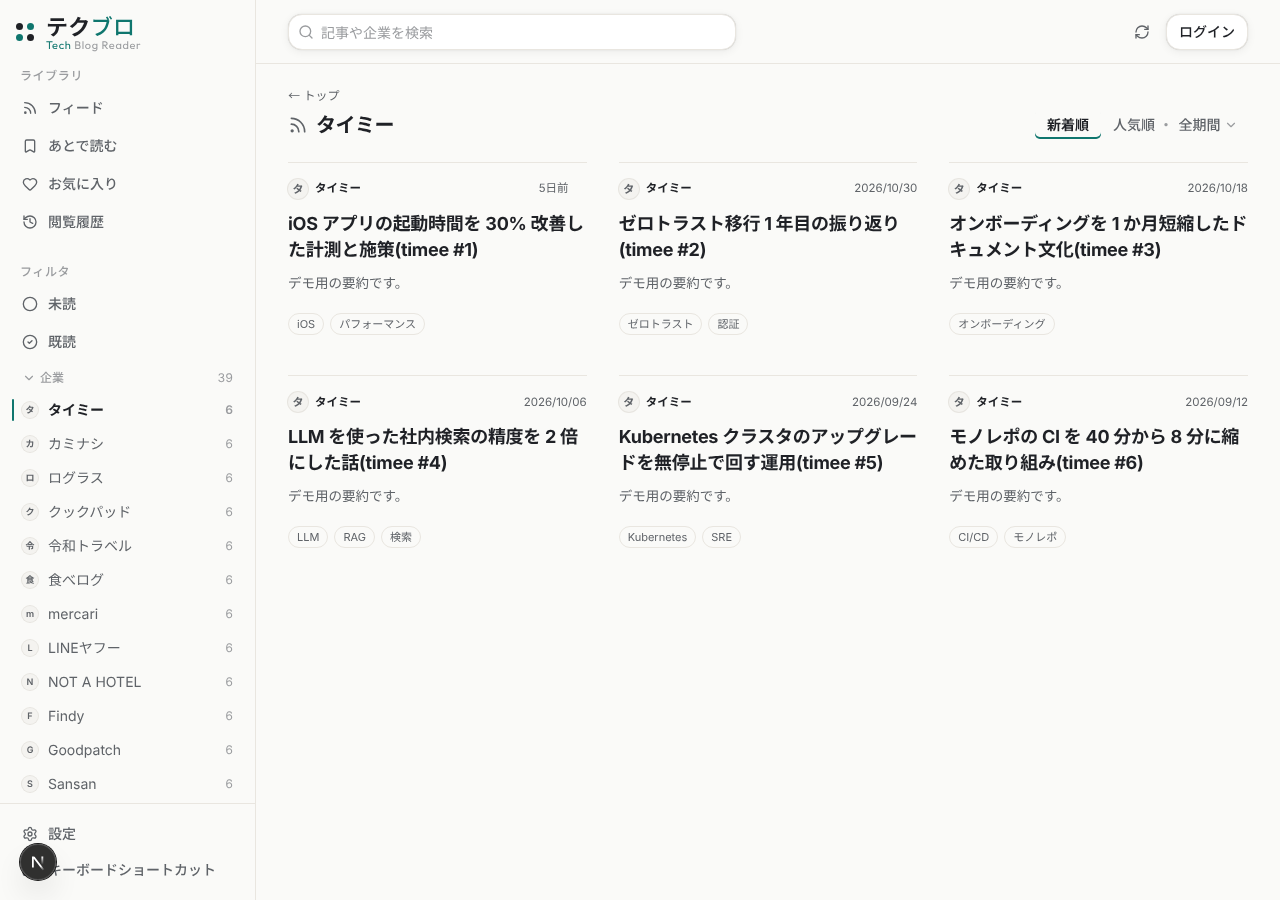 テクブロ
Tech Blog Reader
ライブラリ
フィード
あとで読む
お気に入り
閲覧履歴
フィルタ
未読
既読
企業 39
タ タイミー 6
カ カミナシ 6
ロ ログラス 6
ク クックパッド 6
令 令和トラベル 6
食 食べログ 6
m mercari 6
L LINEヤフー 6
N NOT A HOTEL 6
F Findy 6
G Goodpatch 6
S Sansan 6
設定
N
キーボードショートカット
記事や企業を検索
ログイン
← トップ
タイミー
新着順 人気順 ・ 全期間
タ タイミー 5日前
iOS アプリの起動時間を 30% 改善し
た計測と施策(timee #1)
デモ用の要約です。
iOS パフォーマンス
タ タイミー 2026/10/30
ゼロトラスト移行 1 年目の振り返り
(timee #2)
デモ用の要約です。
ゼロトラスト 認証
タ タイミー 2026/10/18
オンボーディングを 1 か月短縮したド
キュメント文化(timee #3)
デモ用の要約です。
オンボーディング
タ タイミー 2026/10/06
LLM を使った社内検索の精度を 2 倍
にした話(timee #4)
デモ用の要約です。
LLM RAG 検索
タ タイミー 2026/09/24
Kubernetes クラスタのアップグレー
ドを無停止で回す運用(timee #5)
デモ用の要約です。
Kubernetes SRE
タ タイミー 2026/09/12
モノレポの CI を 40 分から 8 分に縮
めた取り組み(timee #6)
デモ用の要約です。
CI/CD モノレポ